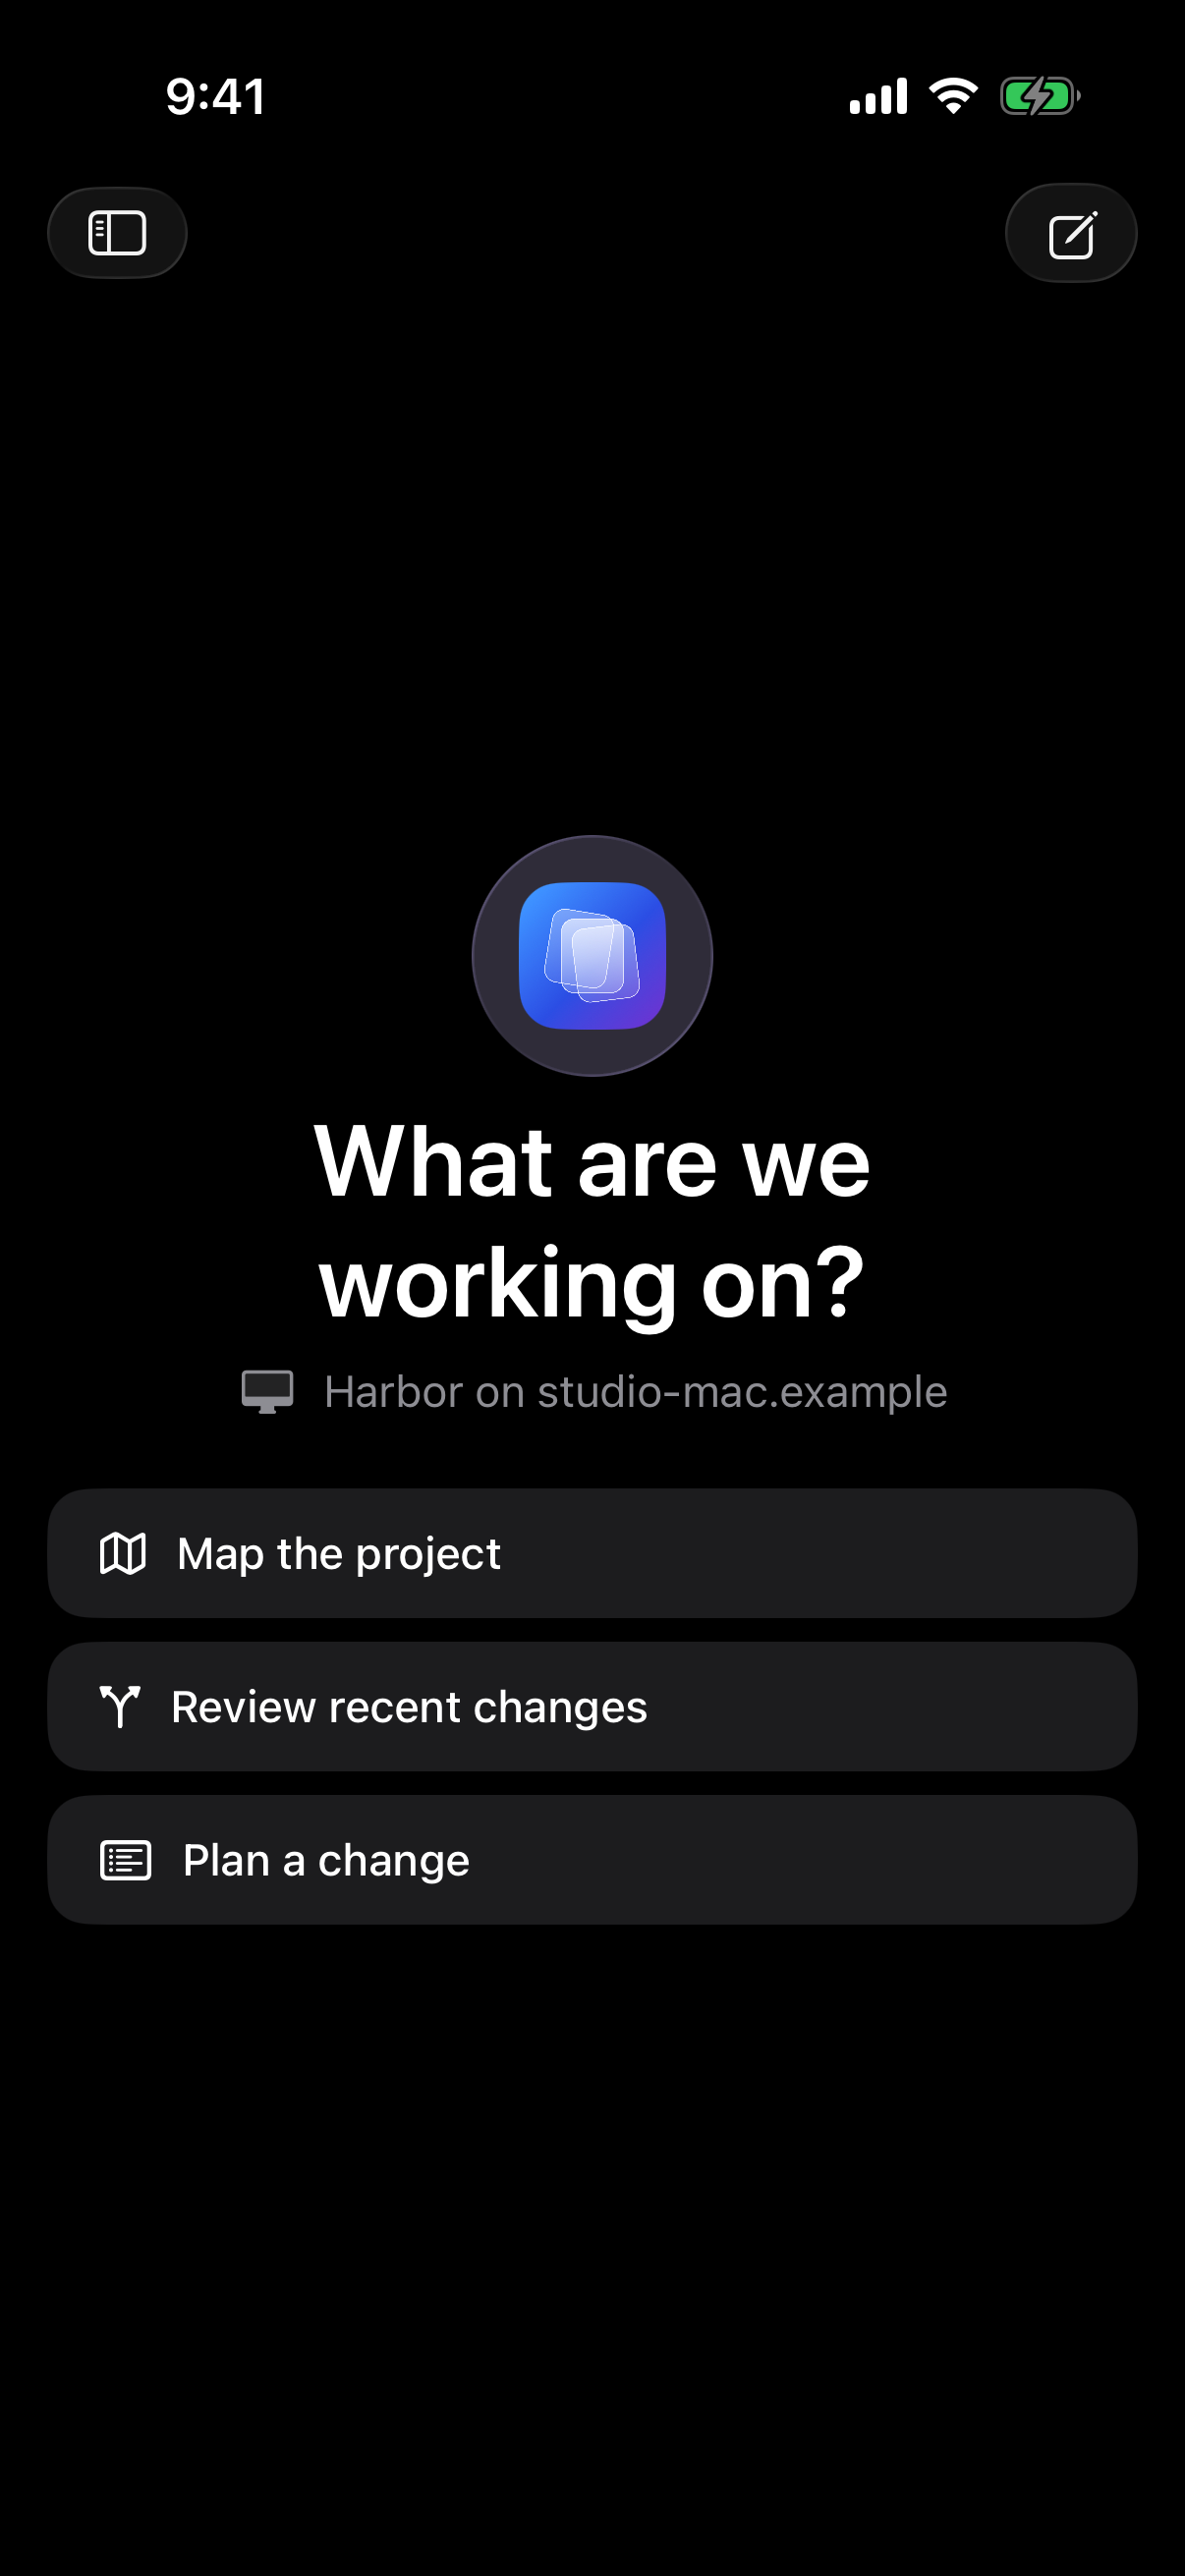 9:41
What are we
working on?
Harbor on studio-mac.example
Map the project
Review recent changes
Plan a change